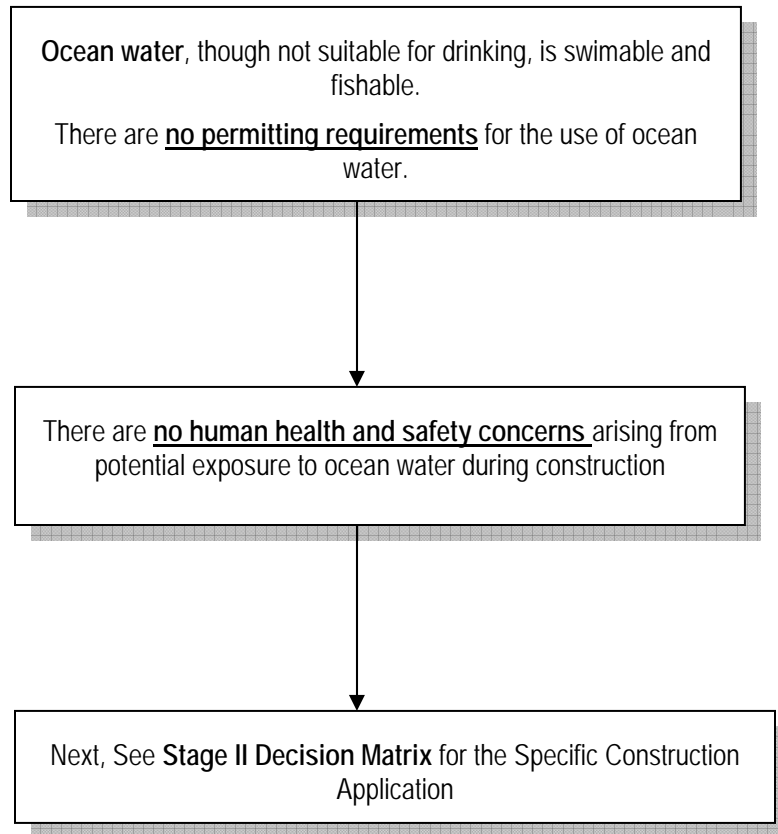 Ocean water, though not suitable for drinking, is swimable and
fishable.
There are no permitting requirements for the use of ocean
water.
There are no human health and safety concerns arising from
potential exposure to ocean water during construction
Next, See Stage II Decision Matrix for the Specific Construction
Application